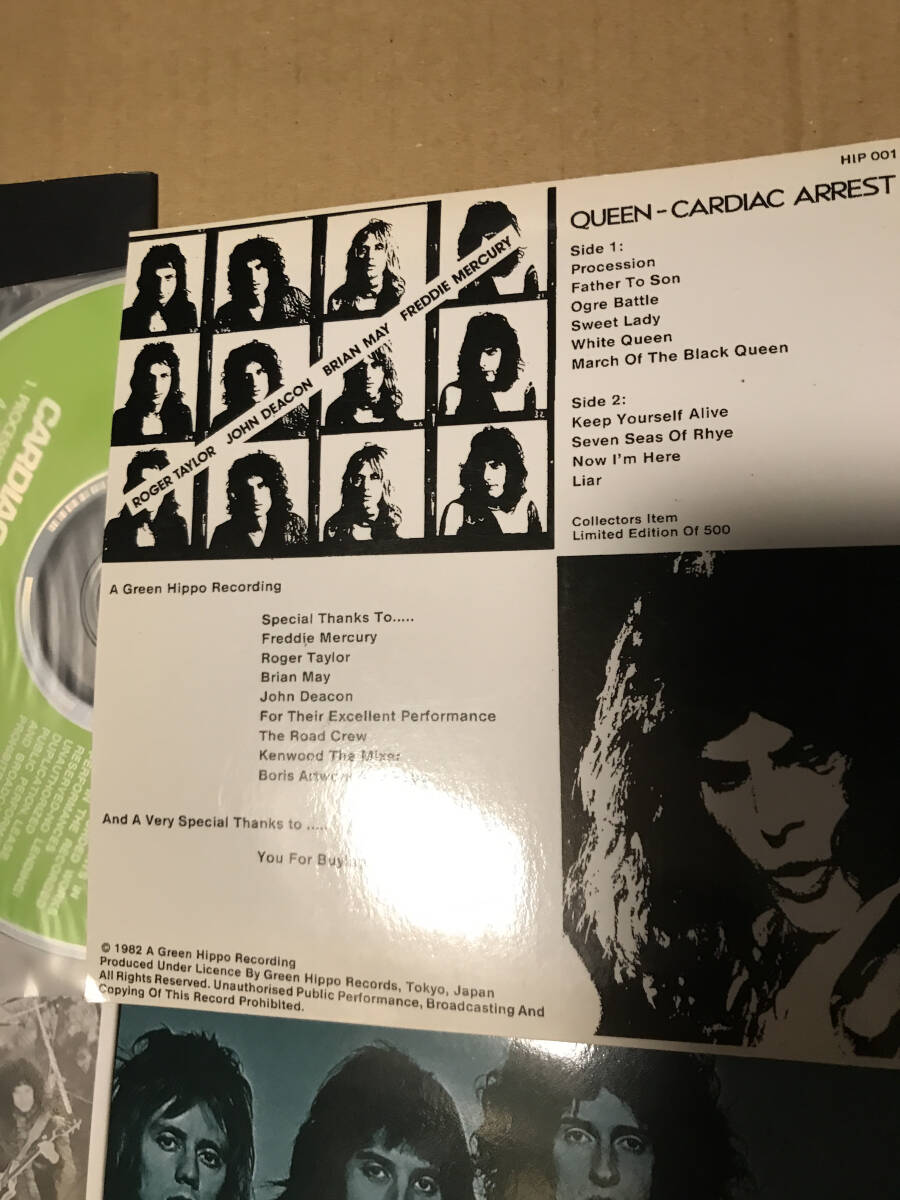 HIP 001
QUEEN - CARDIAC ARREST
Side 1:
Procession
Father To Son
Ogre Battle
Sweet Lady
White Queen
March Of The Black Queen
Side 2:
Keep Yourself Alive
Seven Seas Of Rhye
Now I'm Here
Liar
Collectors Item
Limited Edition Of 500
ROGER TAYLOR JOHN DEACON BRIAN MAY FREDDIE MERCURY
A Green Hippo Recording
Special Thanks To.....
Freddie Mercury
Roger Taylor
Brian May
John Deacon
For Their Excellent Performance
The Road Crew
Kenwood The Mixer
Boris
And A Very Special Thanks to .....
You For
© 1982 A Green Hippo Recording
Produced Under Licence By Green Hippo Records, Tokyo, Japan
All Rights Reserved. Unauthorised Public Performance, Broadcasting And
Copying Of This Record Prohibited.